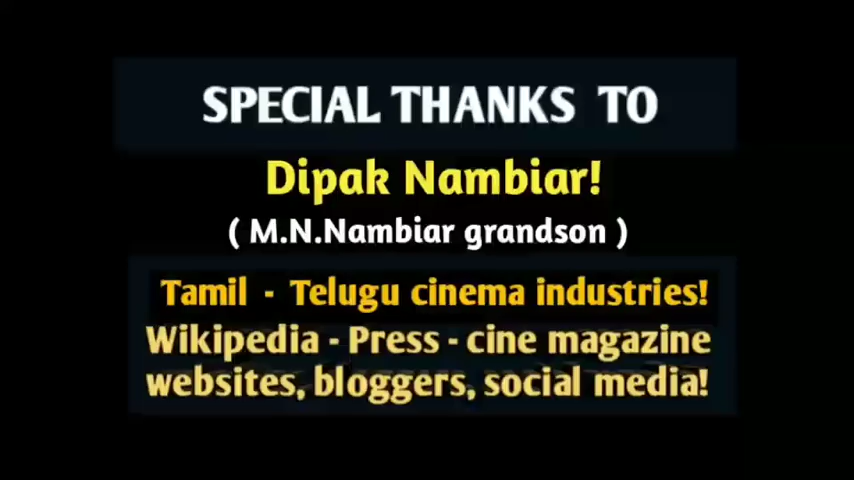 SPECIAL THANKS TO
Dipak Nambiar!
( M.N.Nambiar grandson )
Tamil - Telugu cinema industries!
Wikipedia - Press - cine magazine
websites, bloggers, social media!